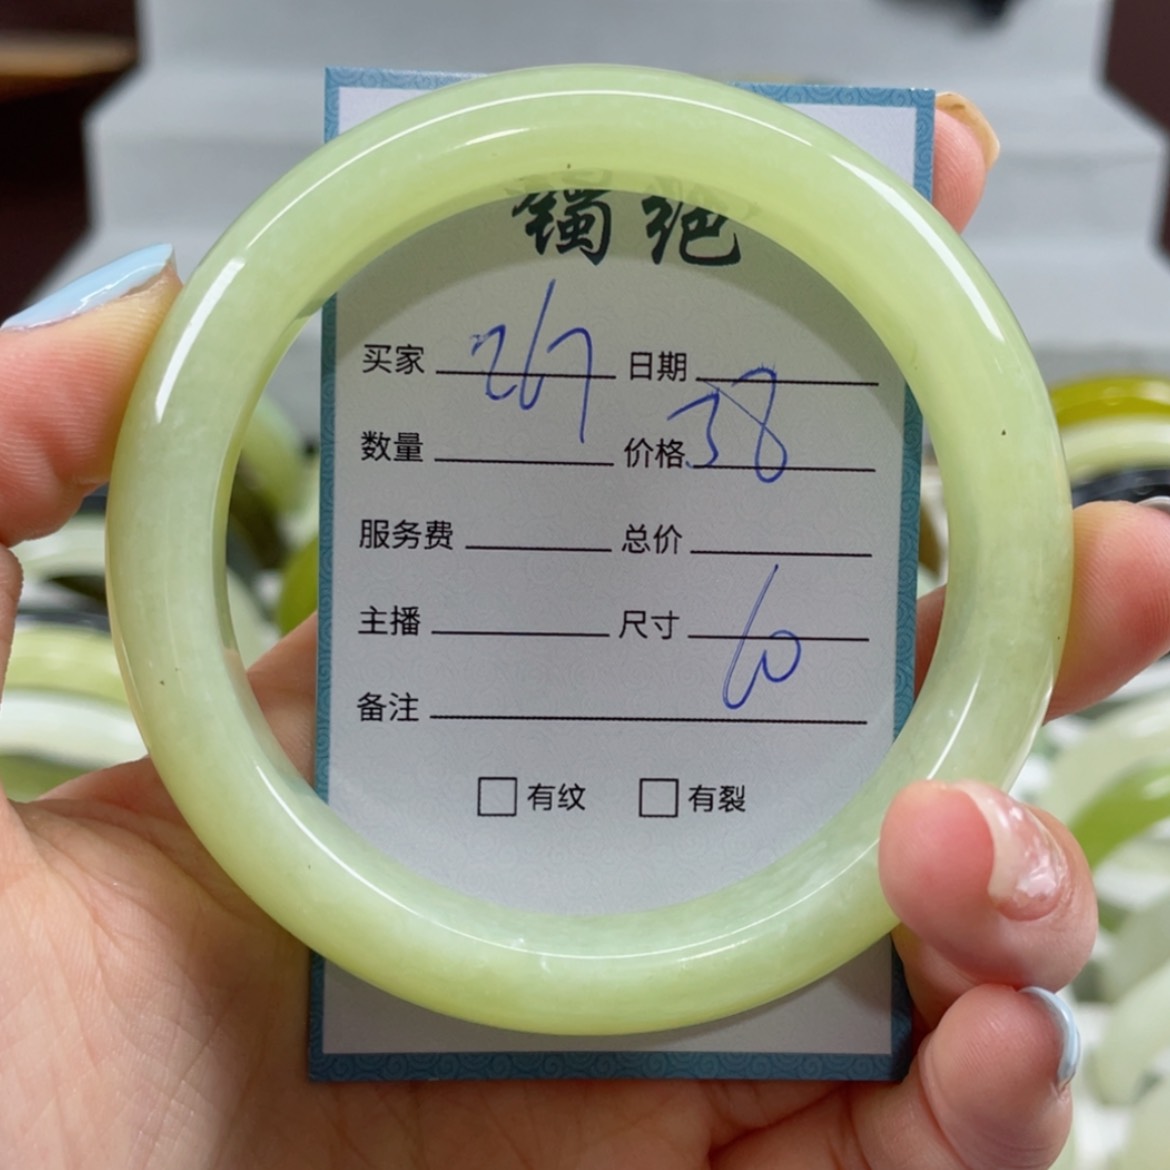 镯绝
买家 267 日期
数量 价格 38
服务费 总价
主播 尺寸 60
备注
□有纹 □有裂